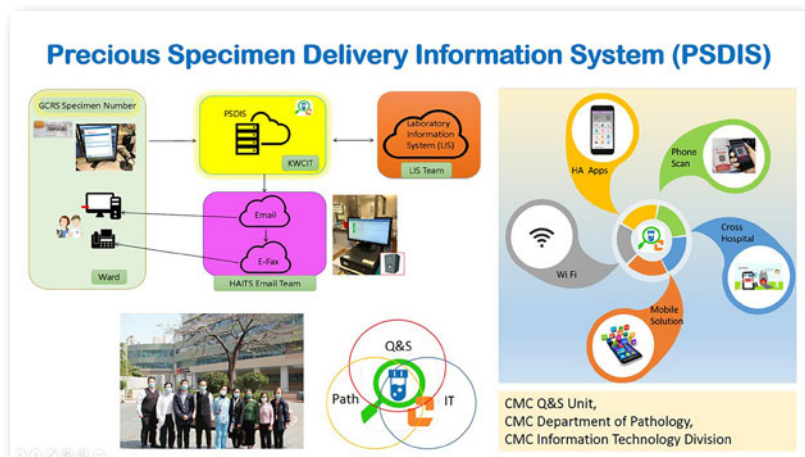 Precious Specimen Delivery Information System (PSDIS)
GCRS Specimen Number
Ward
PSDIS
KWCIT
Laboratory
Information
System (LIS)
LIS Team
Email
E-Fax
HAITS Email Team
HA Apps
Phone
Scan
Cross
Hospital
Mobile
Solution
Wi Fi
Q&S
Path
IT
CMC Q&S Unit,
CMC Department of Pathology,
CMC Information Technology Division